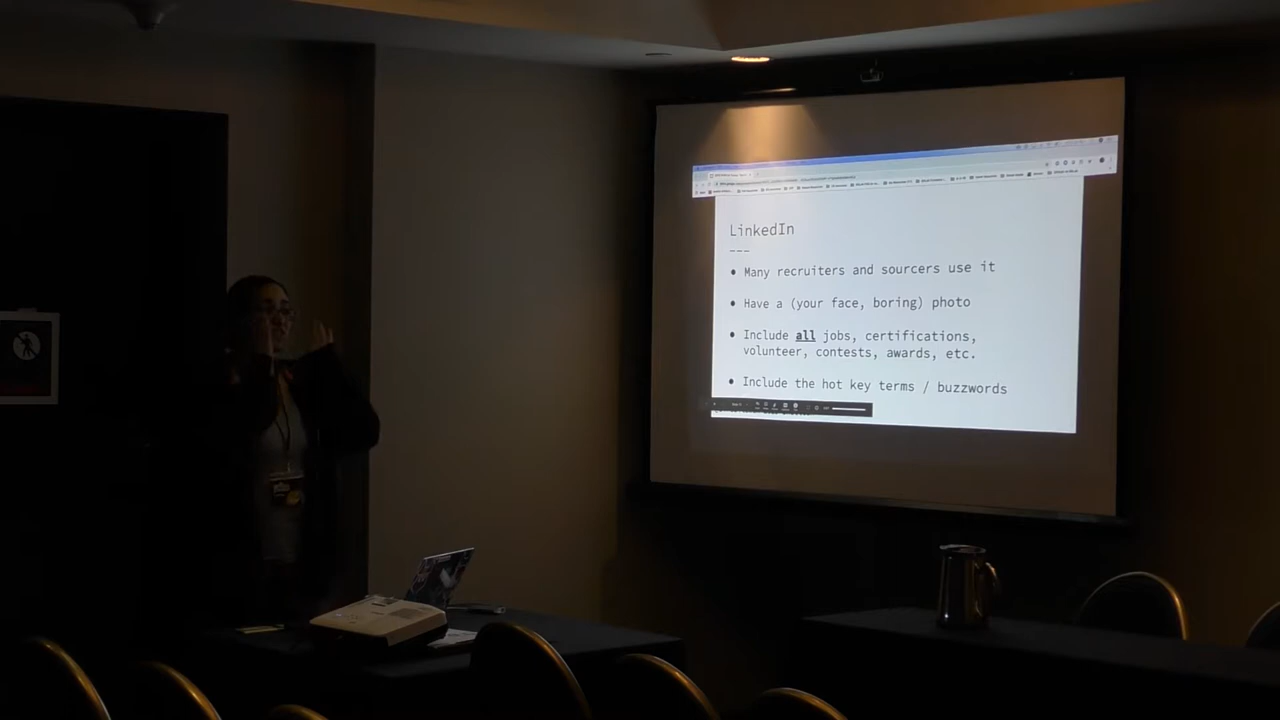 LinkedIn
---
● Many recruiters and sourcers use it
● Have a (your face, boring) photo
● Include all jobs, certifications,
volunteer, contests, awards, etc.
● Include the hot key terms / buzzwords